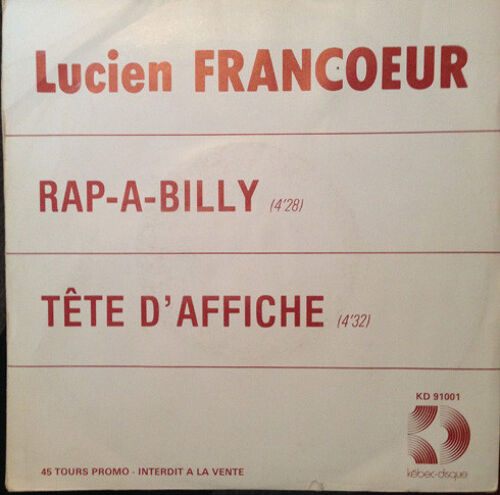 Lucien FRANCOEUR
RAP-A-BILLY (4'28)
TÊTE D'AFFICHE (4'32)
KD 91001
kébec-disque
45 TOURS PROMO - INTERDIT A LA VENTE